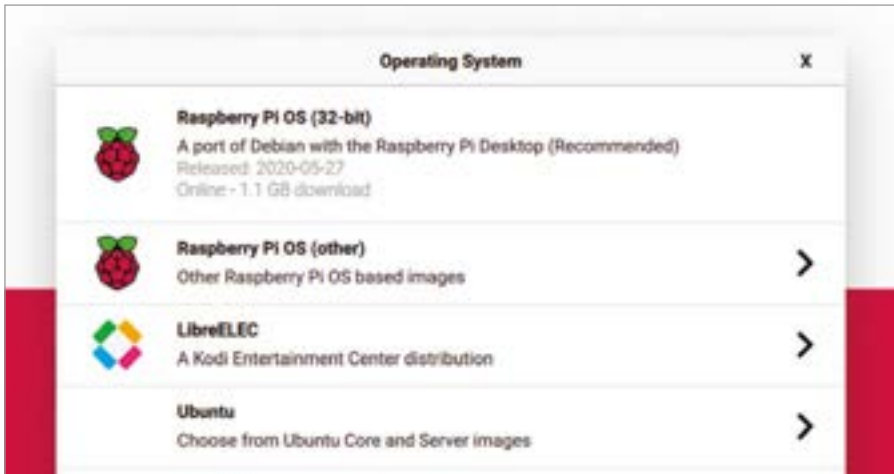 Operating System
X
Raspberry Pi OS (32-bit)
A port of Debian with the Raspberry Pi Desktop (Recommended)
Released: 2020-05-27
Online - 1.1 GB download
Raspberry Pi OS (other)
Other Raspberry Pi OS based images
LibreELEC
A Kodi Entertainment Center distribution
Ubuntu
Choose from Ubuntu Core and Server images